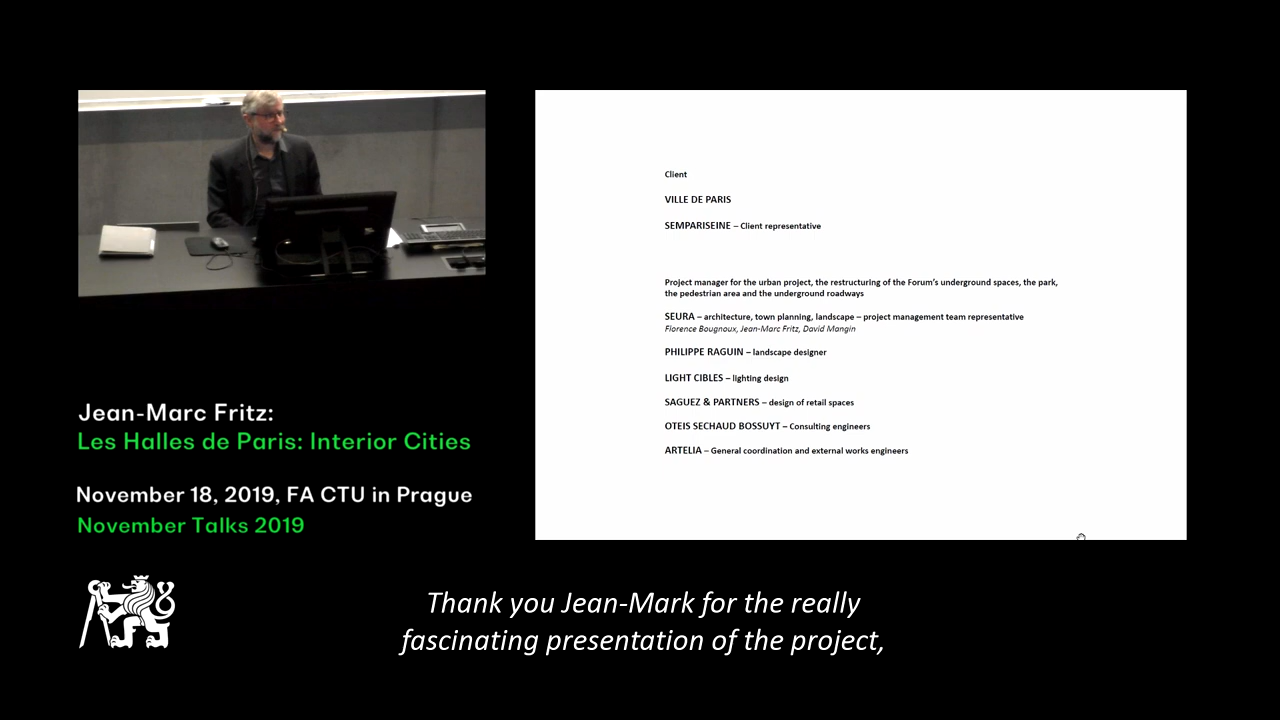 Client
VILLE DE PARIS
SEMPARISEINE – Client representative
Project manager for the urban project, the restructuring of the Forum's underground spaces, the park,
the pedestrian area and the underground roadways
SEURA – architecture, town planning, landscape – project management team representative
Florence Bougnoux, Jean-Marc Fritz, David Mangin
PHILIPPE RAGUIN – landscape designer
LIGHT CIBLES – lighting design
SAGUEZ & PARTNERS – design of retail spaces
OTEIS SECHAUD BOSSUYT – Consulting engineers
ARTELIA – General coordination and external works engineers
Jean-Marc Fritz:
Les Halles de Paris: Interior Cities
November 18, 2019, FA CTU in Prague
November Talks 2019
Thank you Jean-Mark for the really
fascinating presentation of the project,